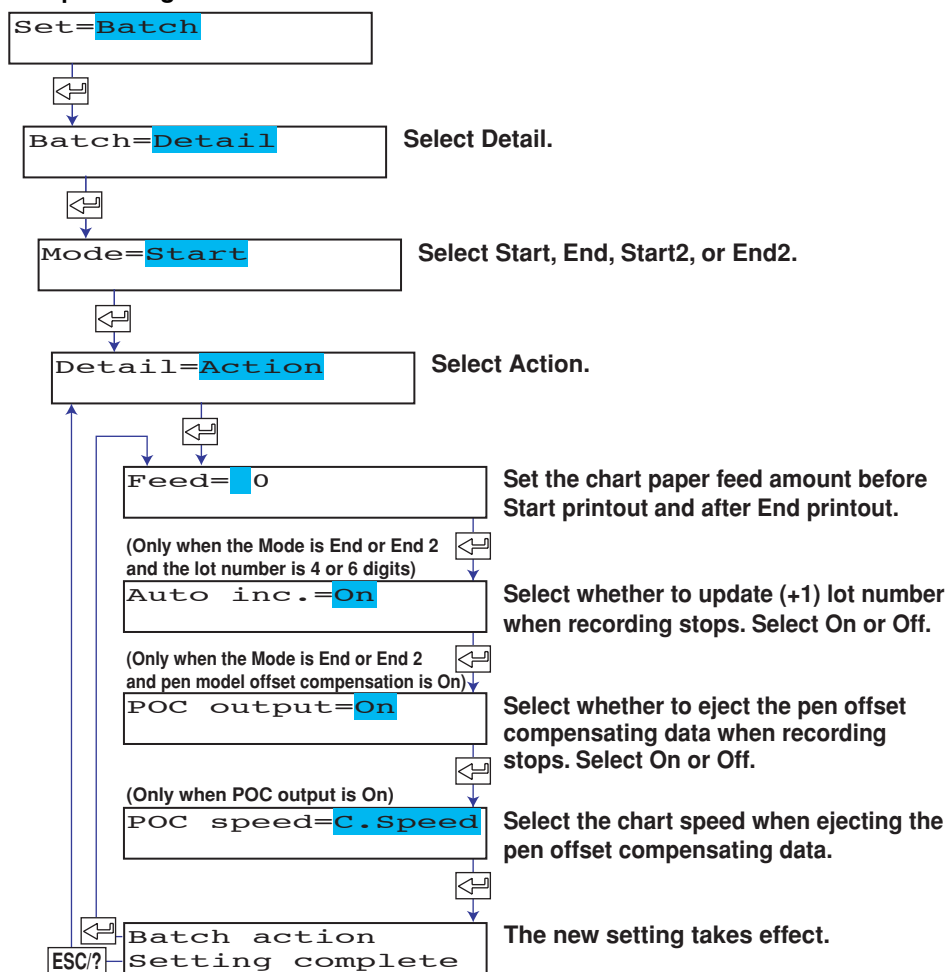 Set=Batch
Batch=Detail
Select Detail.
Mode=Start
Select Start, End, Start2, or End2.
Detail=Action
Select Action.
Feed= 0
Set the chart paper feed amount before
Start printout and after End printout.
(Only when the Mode is End or End 2
and the lot number is 4 or 6 digits)
Auto inc.=On
Select whether to update (+1) lot number
when recording stops. Select On or Off.
(Only when the Mode is End or End 2
and pen model offset compensation is On)
POC output=On
Select whether to eject the pen offset
compensating data when recording
stops. Select On or Off.
(Only when POC output is On)
POC speed=C.Speed
Select the chart speed when ejecting the
pen offset compensating data.
Batch action
Setting complete
The new setting takes effect.
ESC/?